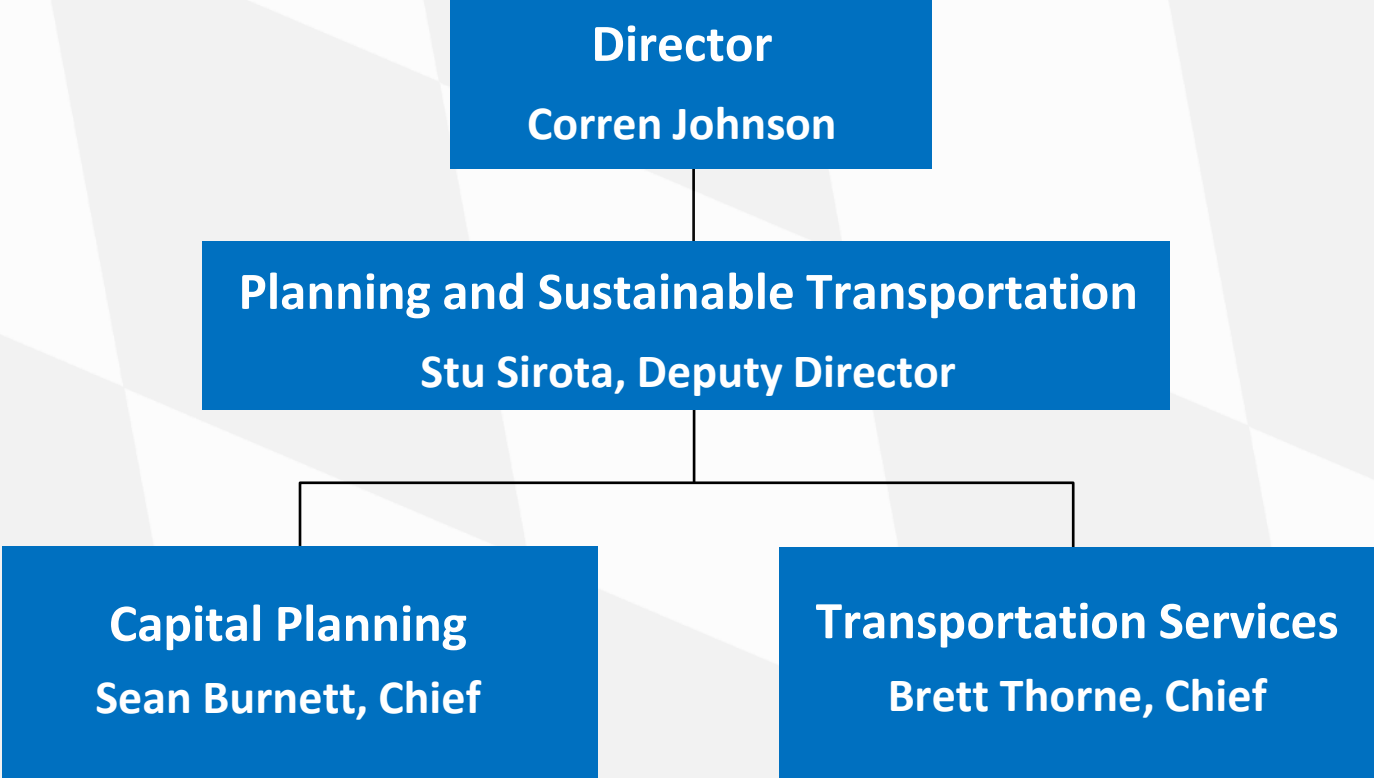 Director
Corren Johnson
Planning and Sustainable Transportation
Stu Sirota, Deputy Director
Capital Planning
Sean Burnett, Chief
Transportation Services
Brett Thorne, Chief